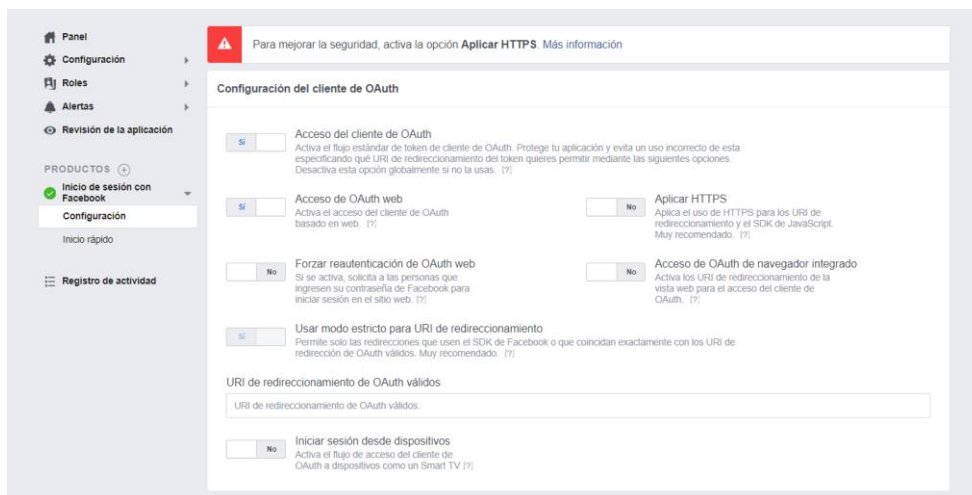 Panel
Configuración
Roles
Alertas
Revisión de la aplicación
PRODUCTOS
Inicio de sesión con
Facebook
Configuración
Inicio rápido
Registro de actividad
Para mejorar la seguridad, activa la opción Aplicar HTTPS. Más información
Configuración del cliente de OAuth
Sí
Acceso del cliente de OAuth
Activa el flujo estándar de token de cliente de OAuth. Protege tu aplicación y evita un uso incorrecto de esta
especificando qué URI de redireccionamiento del token quieres permitir mediante las siguientes opciones.
Desactiva esta opción globalmente si no la usas. [?]
Sí
Acceso de OAuth web
Activa el acceso del cliente de OAuth
basado en web. [?]
No
Aplicar HTTPS
Aplica el uso de HTTPS para los URI de
redireccionamiento y el SDK de JavaScript.
Muy recomendado. [?]
No
Forzar reautenticación de OAuth web
Si se activa, solicita a las personas que
ingresen su contraseña de Facebook para
iniciar sesión en el sitio web. [?]
No
Acceso de OAuth de navegador integrado
Activa los URI de redireccionamiento de la
vista web para el acceso del cliente de
OAuth. [?]
Sí
Usar modo estricto para URI de redireccionamiento
Permite solo las redirecciones que usen el SDK de Facebook o que coincidan exactamente con los URI de
redirección de OAuth válidos. Muy recomendado. [?]
URI de redireccionamiento de OAuth válidos
URI de redireccionamiento de OAuth válidos.
No
Iniciar sesión desde dispositivos
Activa el flujo de acceso del cliente de
OAuth a dispositivos como un Smart TV [?]